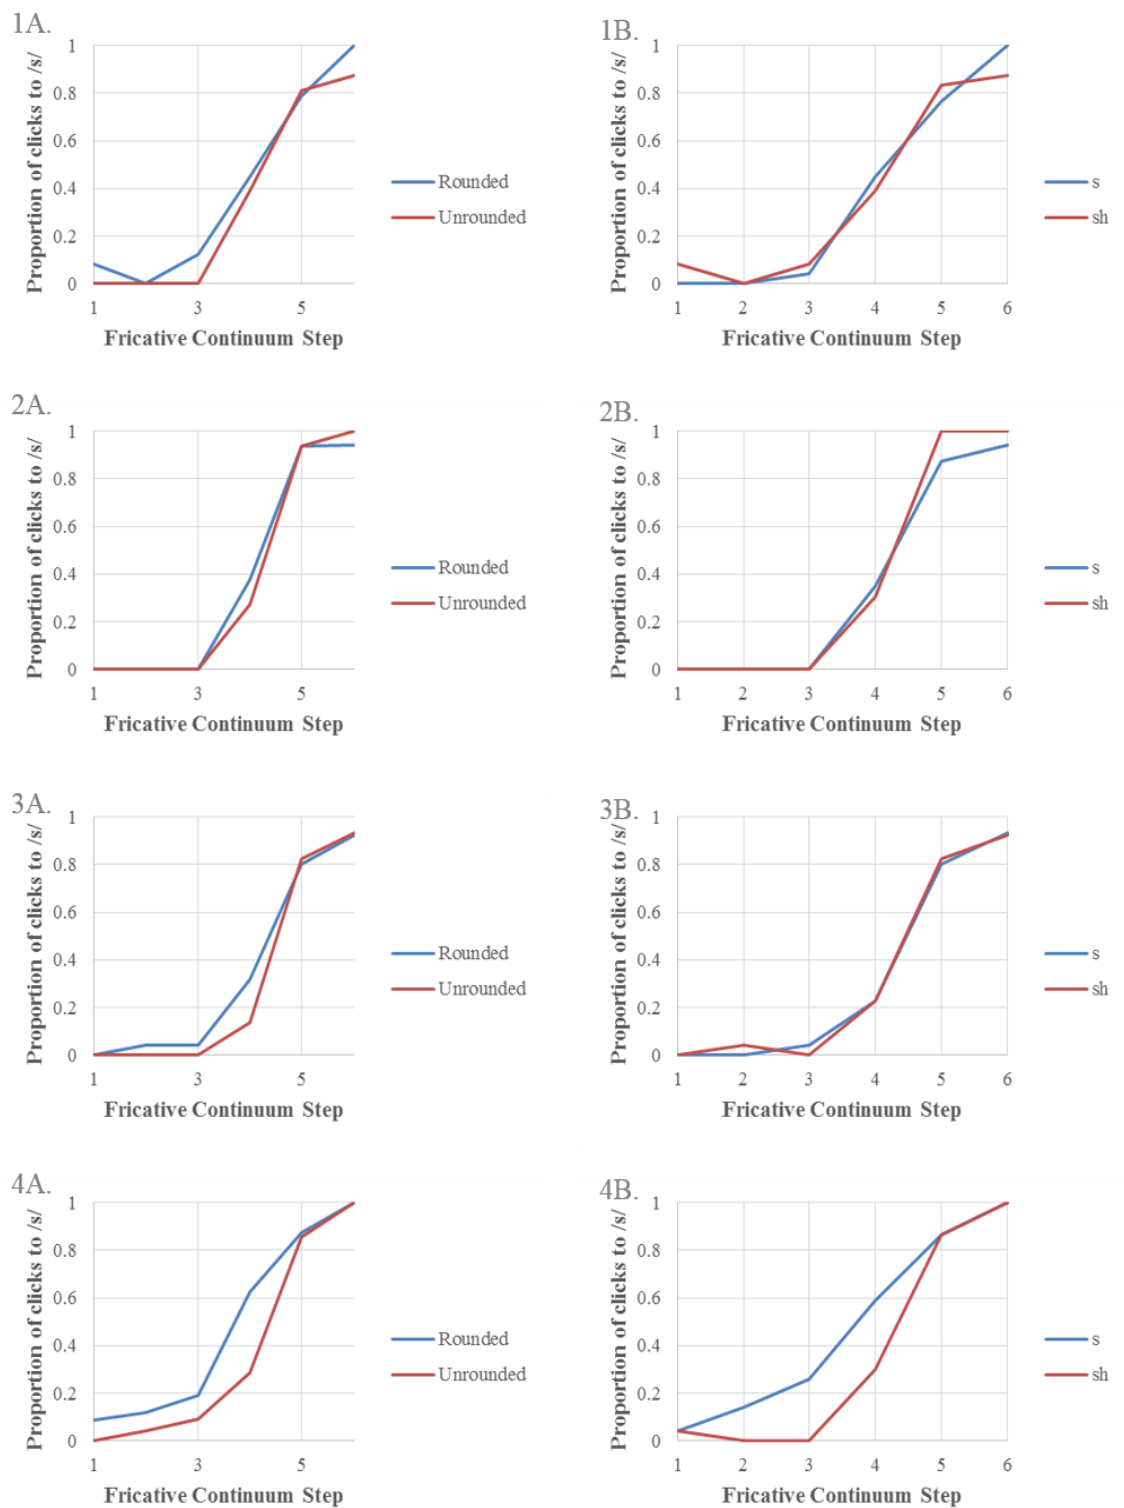 1A.
Proportion of clicks to /s/
1
0.8
0.6
0.4
0.2
0
1 3 5
Fricative Continuum Step
Rounded
Unrounded
1B.
Proportion of clicks to /s/
1
0.8
0.6
0.4
0.2
0
1 2 3 4 5 6
Fricative Continuum Step
s
sh
2A.
Proportion of clicks to /s/
1
0.8
0.6
0.4
0.2
0
1 3 5
Fricative Continuum Step
Rounded
Unrounded
2B.
Proportion of clicks to /s/
1
0.8
0.6
0.4
0.2
0
1 2 3 4 5 6
Fricative Continuum Step
s
sh
3A.
Proportion of clicks to /s/
1
0.8
0.6
0.4
0.2
0
1 3 5
Fricative Continuum Step
Rounded
Unrounded
3B.
Proportion of clicks to /s/
1
0.8
0.6
0.4
0.2
0
1 2 3 4 5 6
Fricative Continuum Step
s
sh
4A.
Proportion of clicks to /s/
1
0.8
0.6
0.4
0.2
0
1 3 5
Fricative Continuum Step
Rounded
Unrounded
4B.
Proportion of clicks to /s/
1
0.8
0.6
0.4
0.2
0
1 2 3 4 5 6
Fricative Continuum Step
s
sh